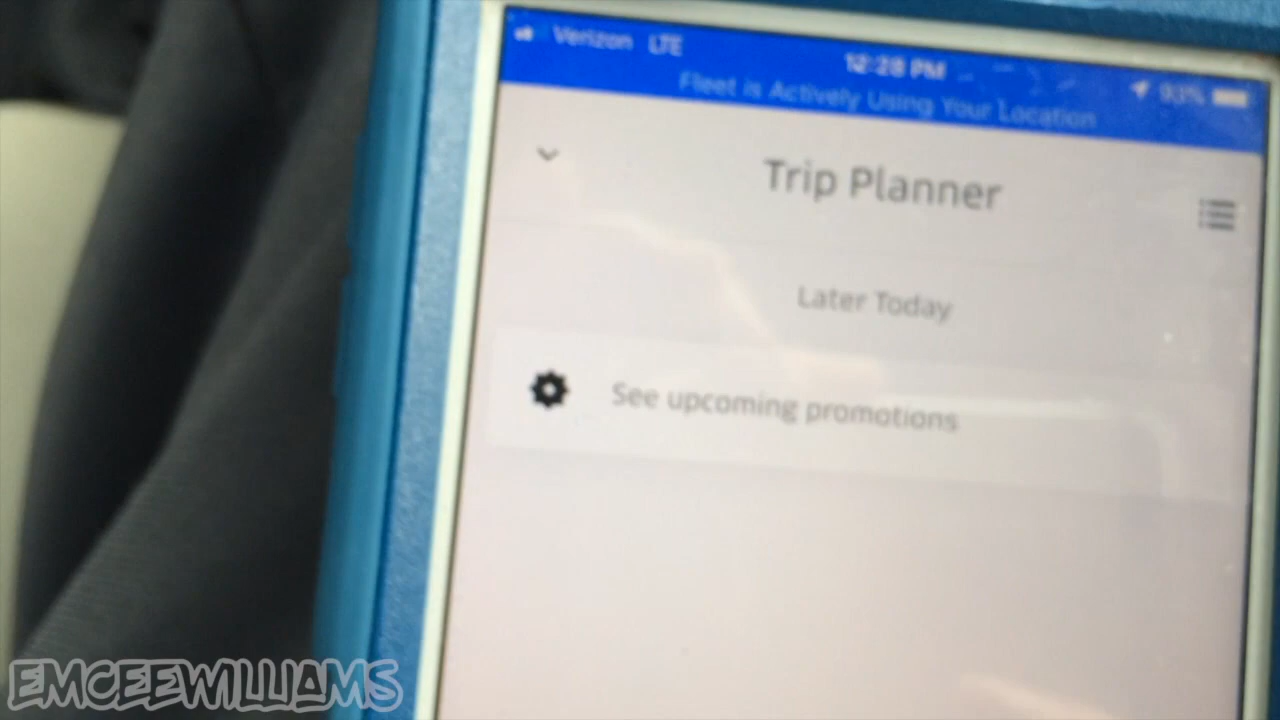 Verizon LTE 12:28 PM 93%
Fleet is Actively Using Your Location
Trip Planner
Later Today
See upcoming promotions
EMCEEWILLIAMS